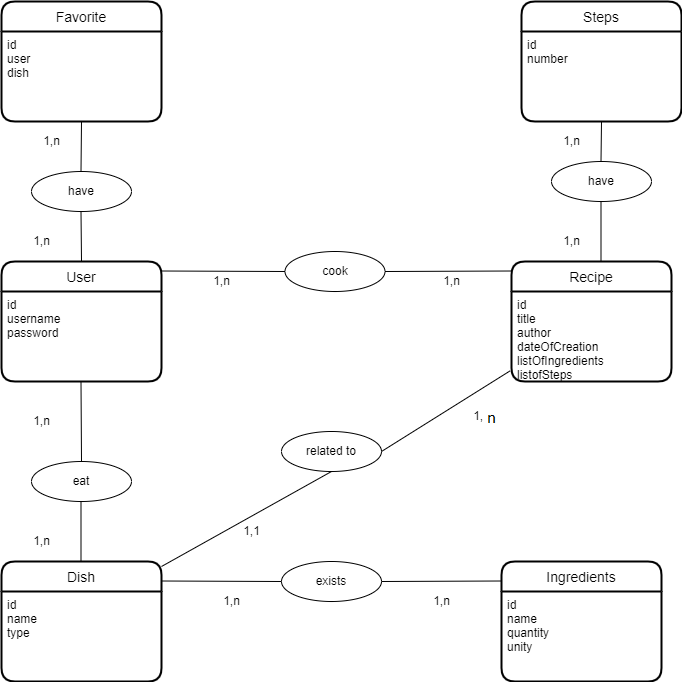 Favorite
id
user
dish
Steps
id
number
1,n
1,n
have
have
1,n
1,n
User
id
username
password
cook
1,n
1,n
Recipe
id
title
author
dateOfCreation
listOfIngredients
listofSteps
1,n
1, n
related to
eat
1,1
1,n
Dish
id
name
type
exists
1,n
1,n
Ingredients
id
name
quantity
unity